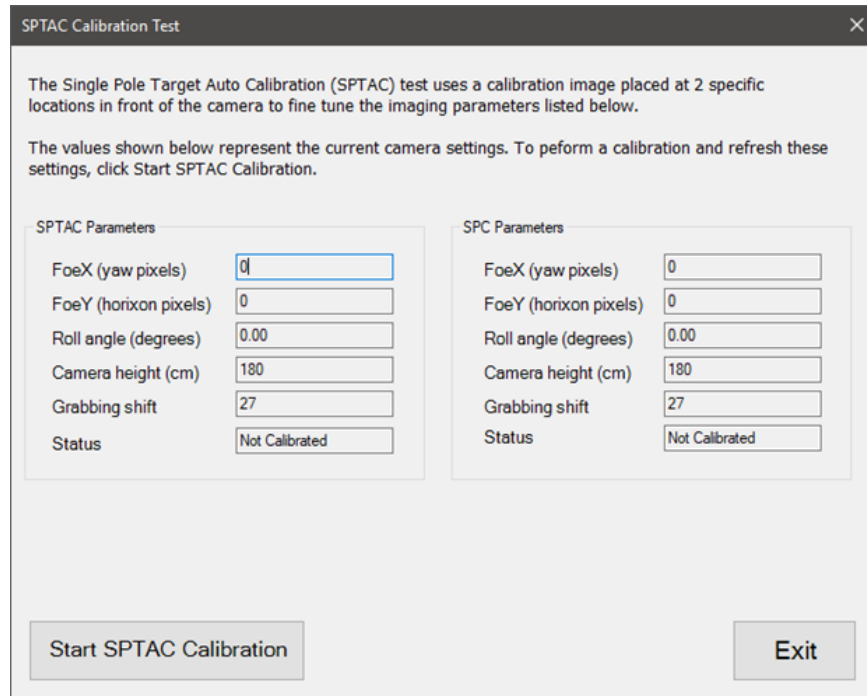 SPTAC Calibration Test
The Single Pole Target Auto Calibration (SPTAC) test uses a calibration image placed at 2 specific
locations in front of the camera to fine tune the imaging parameters listed below.
The values shown below represent the current camera settings. To peform a calibration and refresh these
settings, click Start SPTAC Calibration.
SPTAC Parameters
FoeX (yaw pixels) 0
FoeY (horixon pixels) 0
Roll angle (degrees) 0.00
Camera height (cm) 180
Grabbing shift 27
Status Not Calibrated
SPC Parameters
FoeX (yaw pixels) 0
FoeY (horixon pixels) 0
Roll angle (degrees) 0.00
Camera height (cm) 180
Grabbing shift 27
Status Not Calibrated
Start SPTAC Calibration
Exit